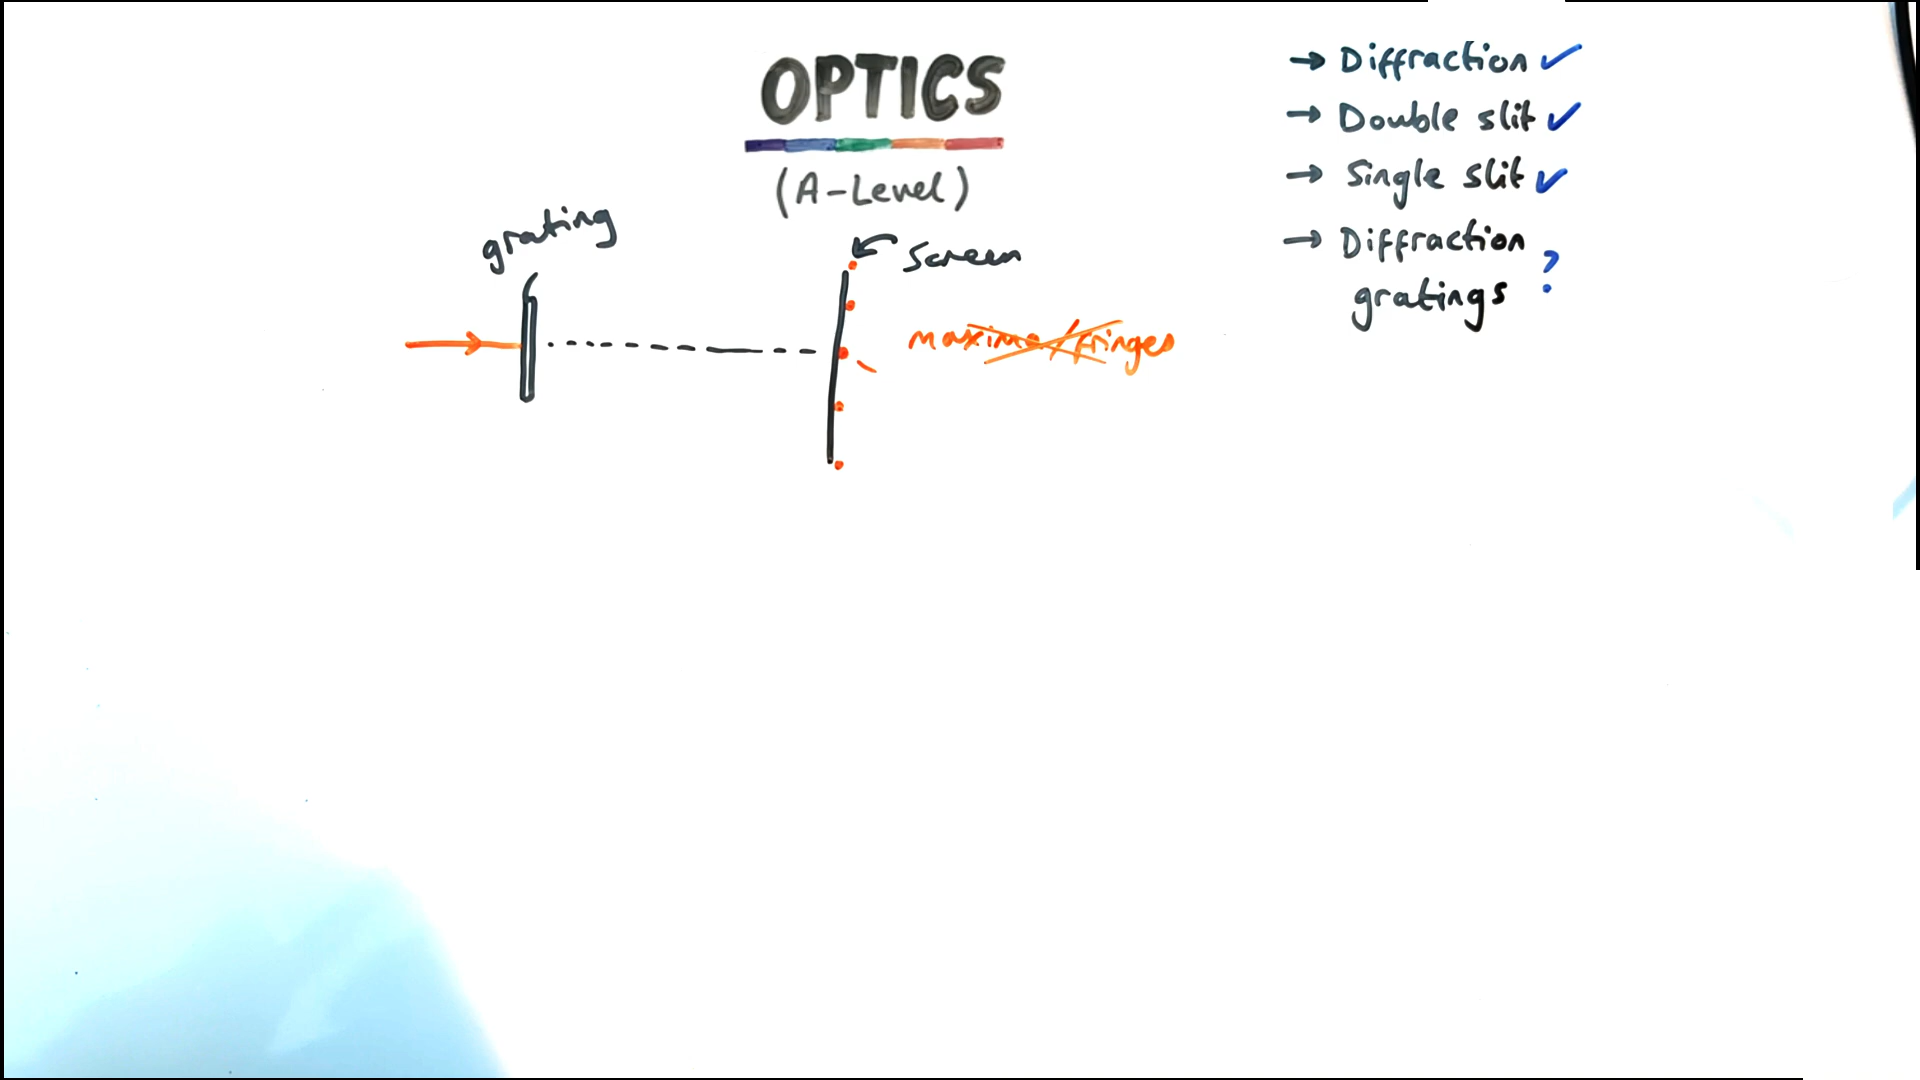 OPTICS
(A-Level)
→ Diffraction ✓
→ Double slit ✓
→ Single slit ✓
→ Diffraction
gratings ?
grating
screen
maxima/fringes